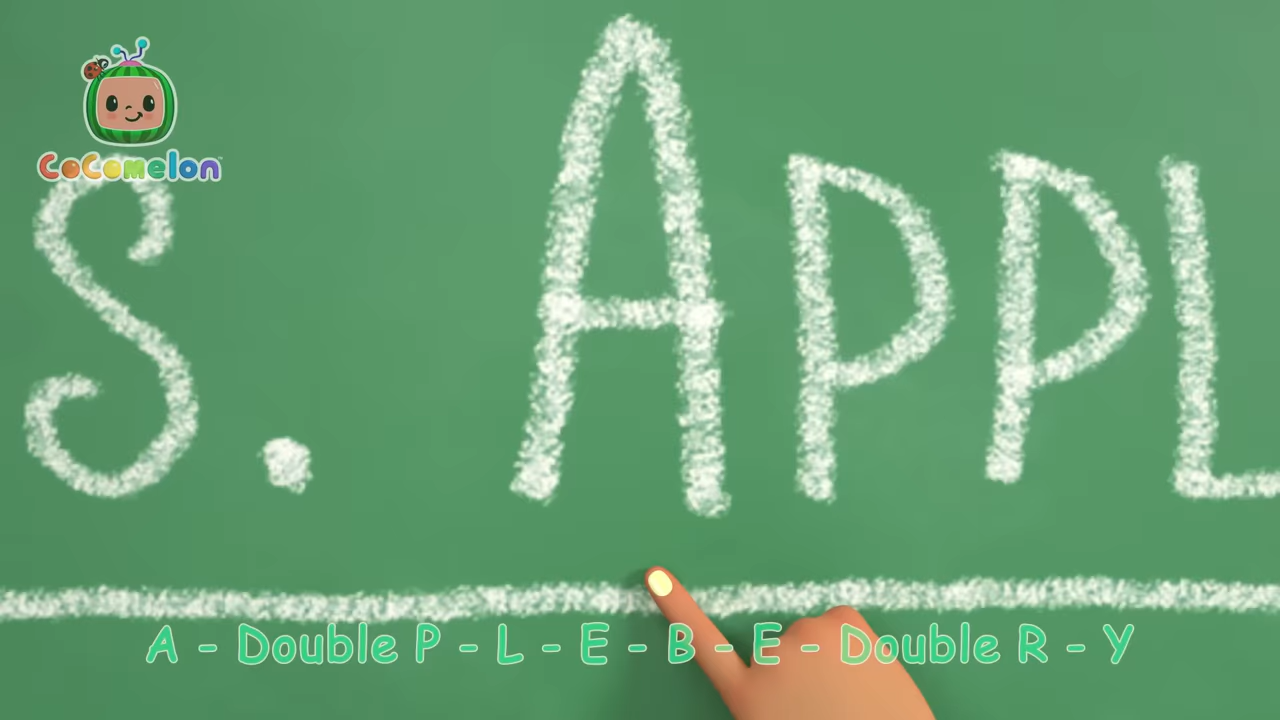 CoCoMelon
S. APPL
A - Double P - L - E - B - E - Double R - Y